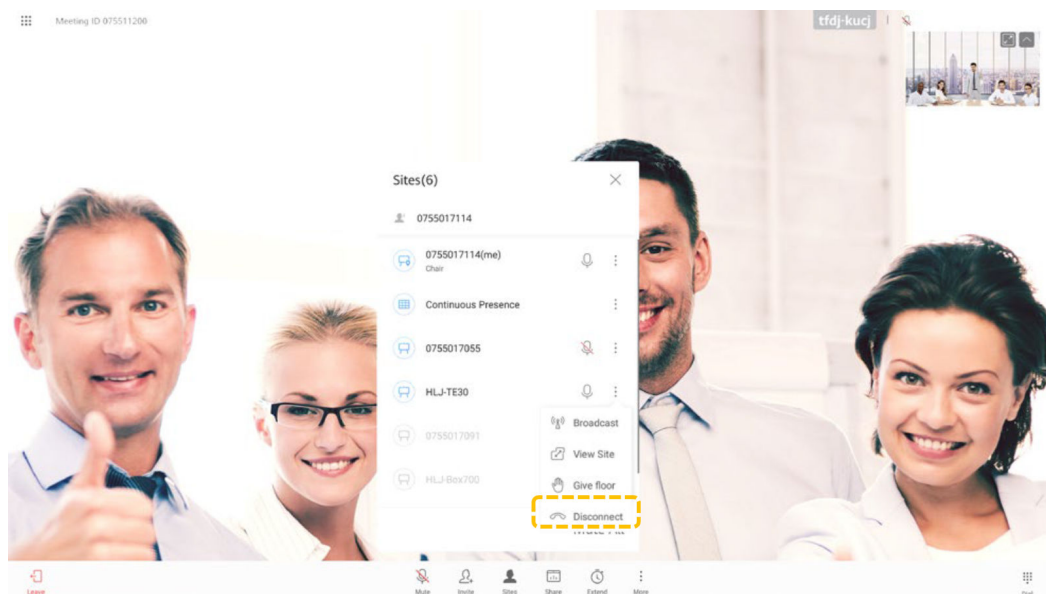 Meeting ID 075511200
tfdj-kucj
Sites(6)
0755017114
0755017114(me)
Chair
Continuous Presence
0755017055
HLJ-TE30
0755017091
HLJ-Box700
Broadcast
View Site
Give floor
Disconnect
Leave
Mute
Invite
Sites
Share
Extend
More